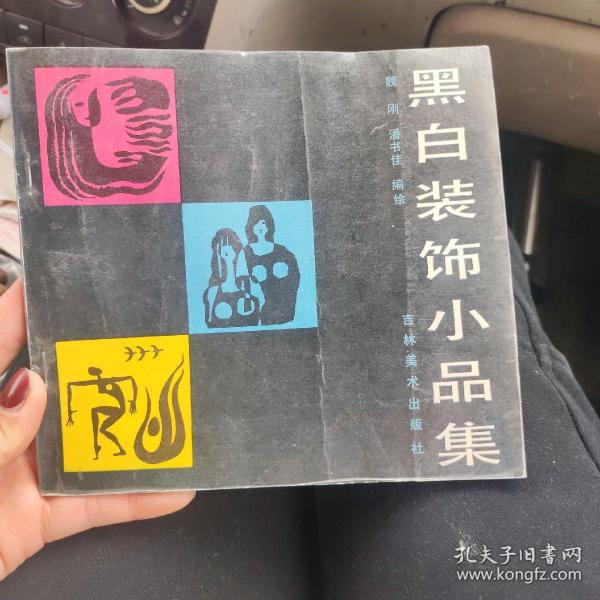 黑白装饰小品集
魏刚 潘书佳 编绘
吉林美术出版社
孔夫子旧书网
www.kongfz.com